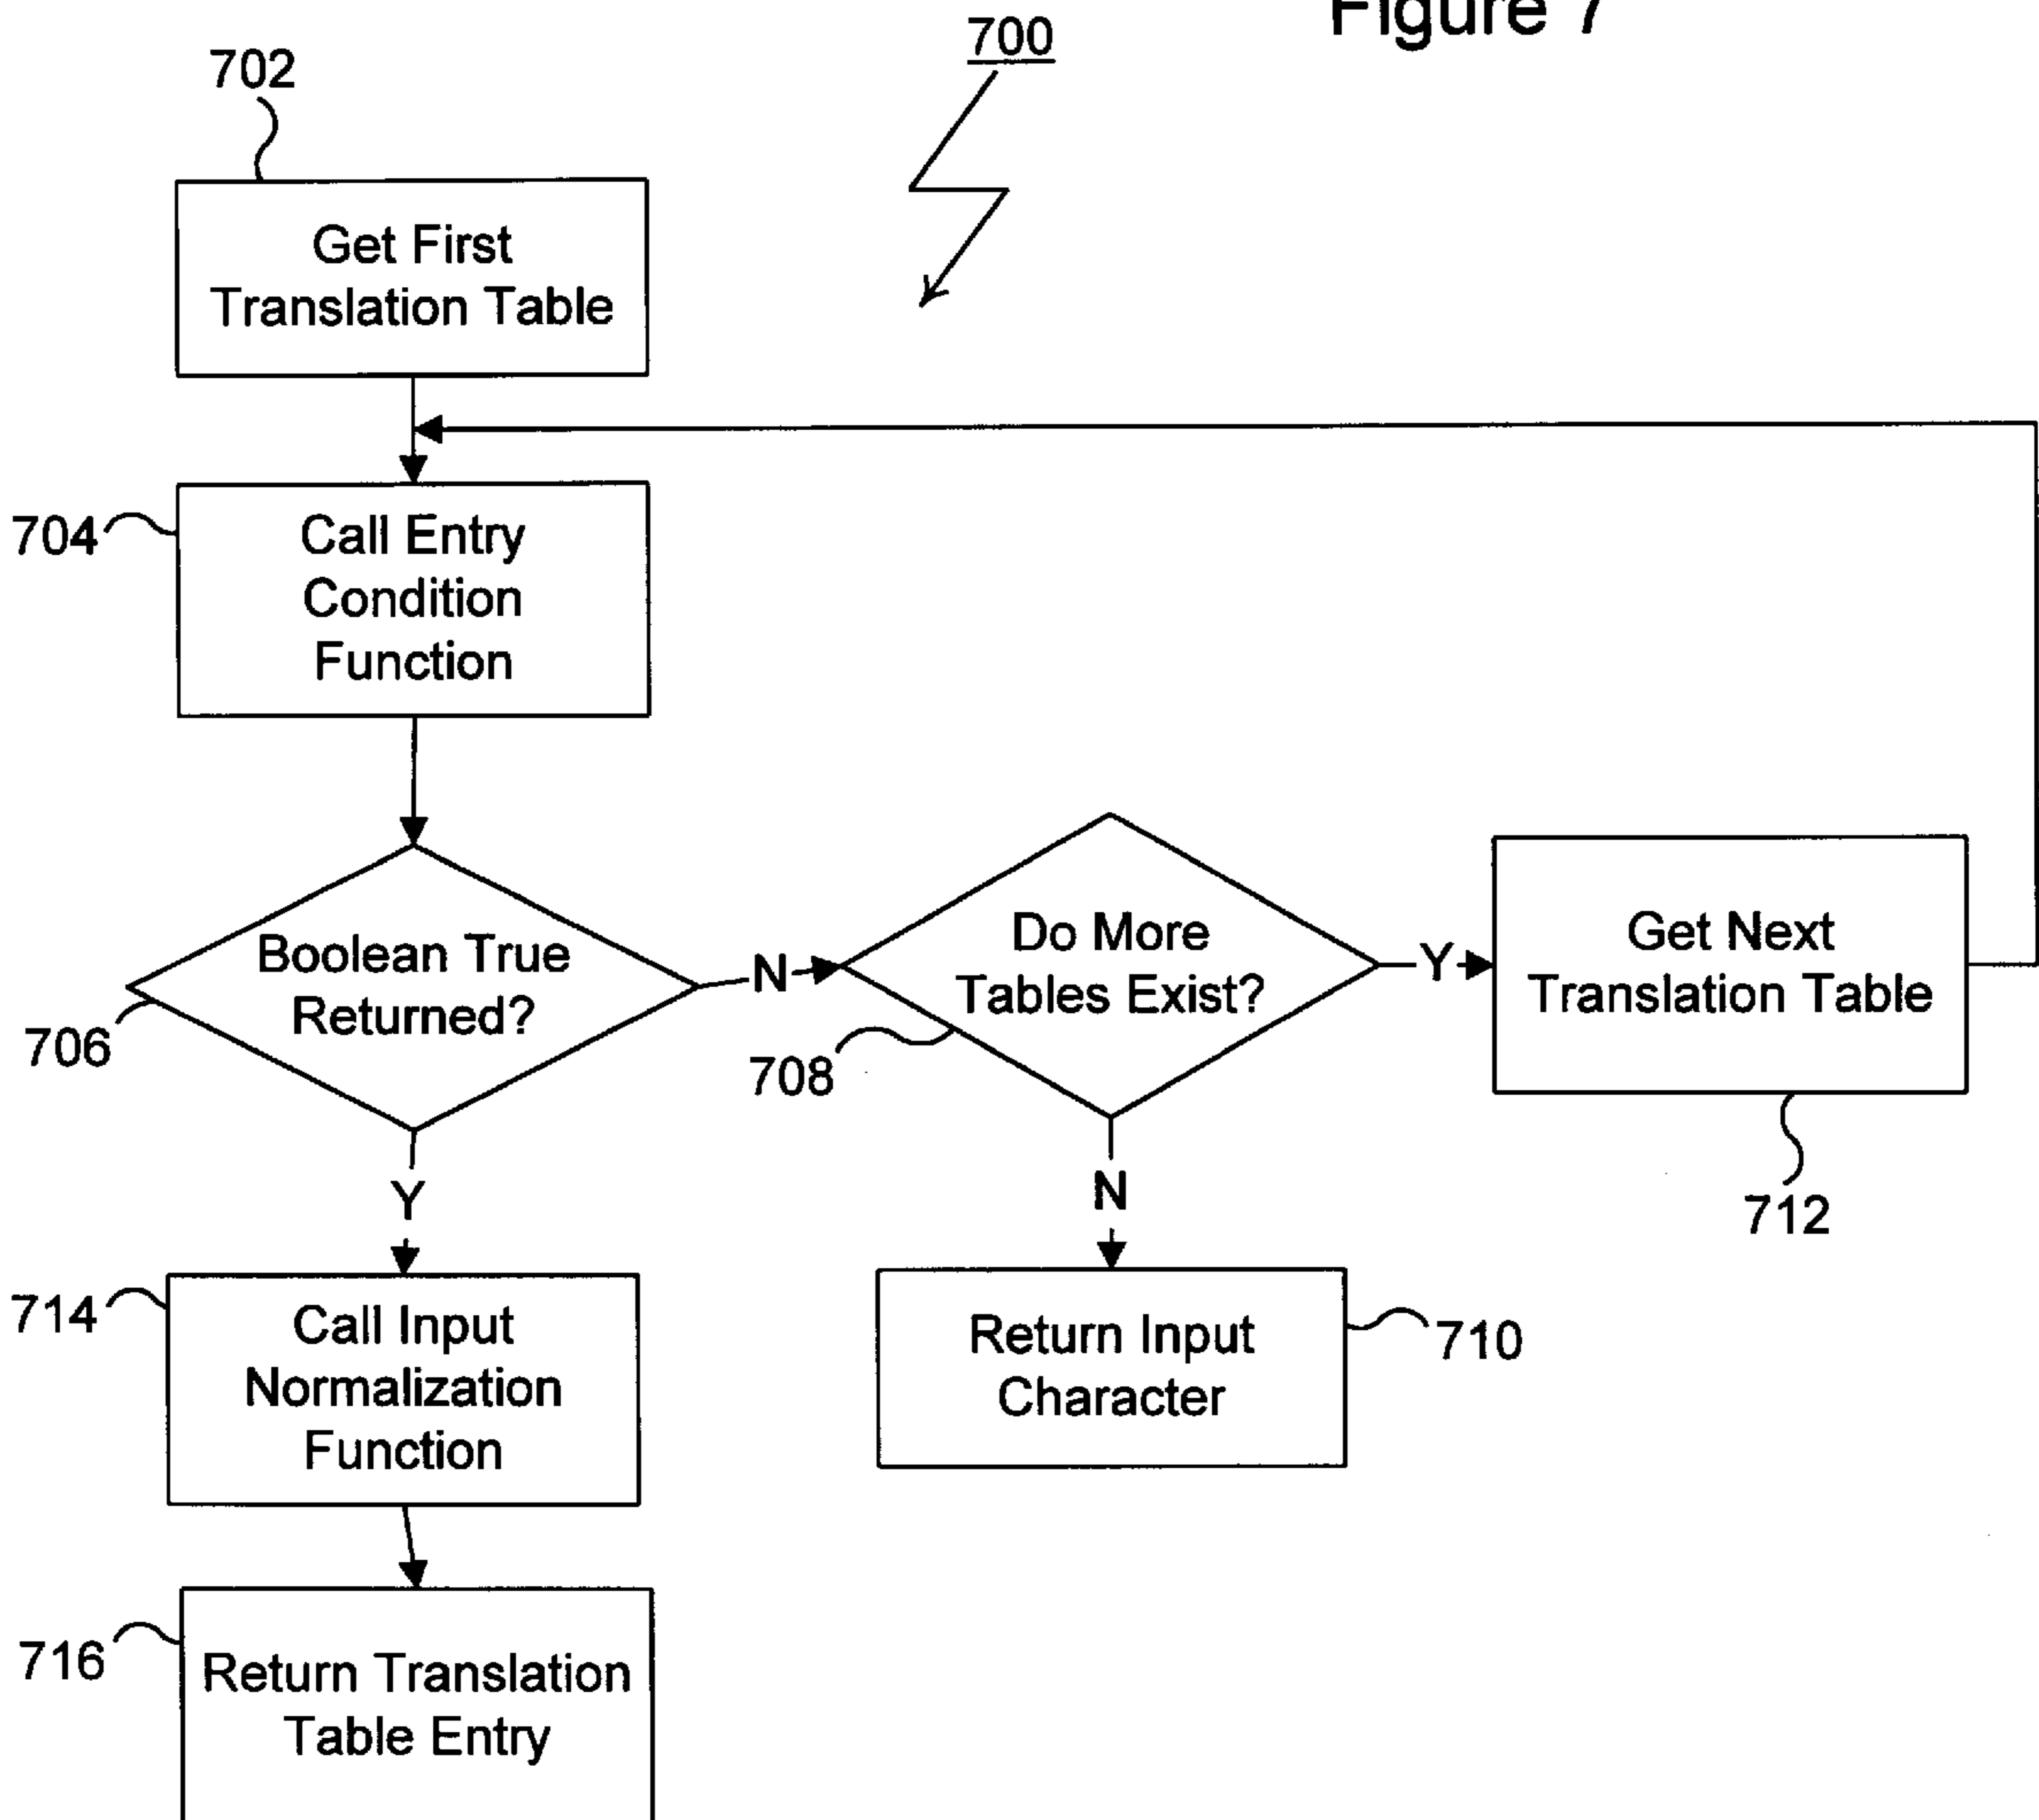 Figure 7
700
702
Get First
Translation Table
704
Call Entry
Condition
Function
706
Boolean True
Returned?
N
708
Do More
Tables Exist?
Y
Get Next
Translation Table
712
Y
N
714
Call Input
Normalization
Function
Return Input
Character
710
716
Return Translation
Table Entry